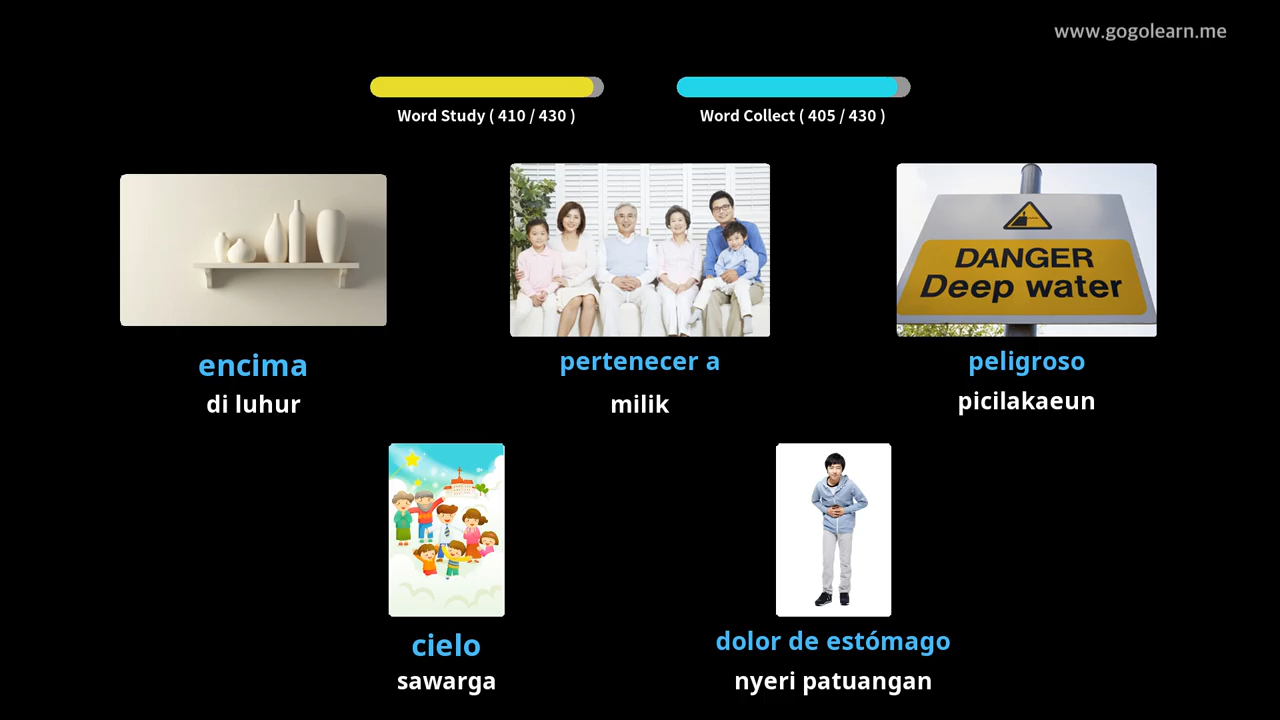 www.gogolearn.me
Word Study ( 410 / 430 )
Word Collect ( 405 / 430 )
DANGER
Deep water
encima
di luhur
pertenecer a
milik
peligroso
picilakaeun
cielo
sawarga
dolor de estómago
nyeri patuangan